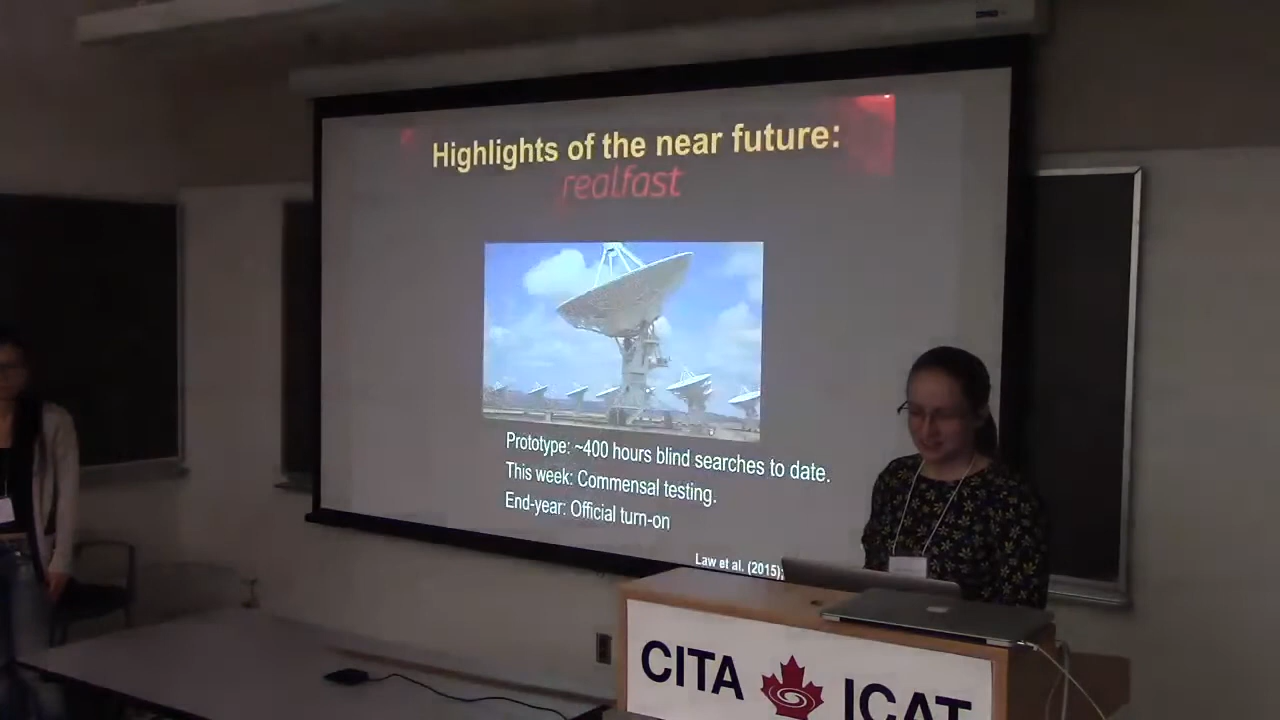 Highlights of the near future:
realfast
Prototype: ~400 hours blind searches to date.
This week: Commensal testing.
End-year: Official turn-on
Law et al. (2015);
CITA ICAT